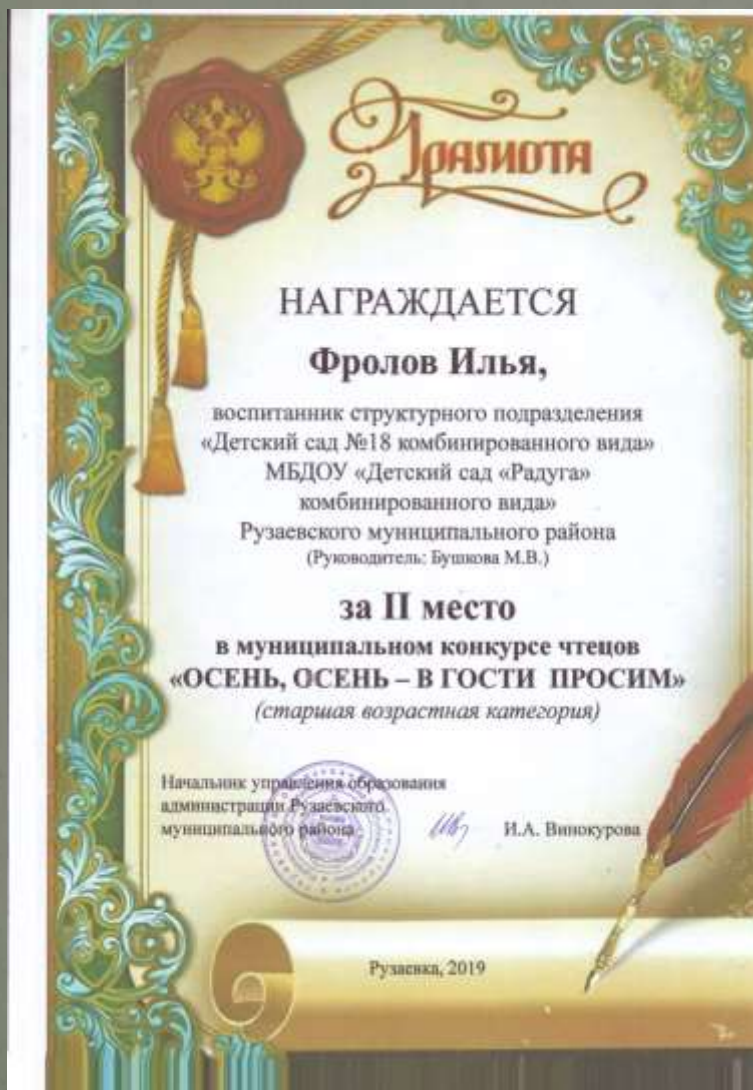 Грамота
НАГРАЖДАЕТСЯ
Фролов Илья,
воспитанник структурного подразделения
«Детский сад №18 комбинированного вида»
МБДОУ «Детский сад «Радуга»
комбинированного вида»
Рузаевского муниципального района
(Руководитель: Бушкова М.В.)
за II место
в муниципальном конкурсе чтецов
«ОСЕНЬ, ОСЕНЬ – В ГОСТИ ПРОСИМ»
(старшая возрастная категория)
Начальник управления образования
администрации Рузаевского
муниципального района И.А. Винокурова
Рузаевка, 2019